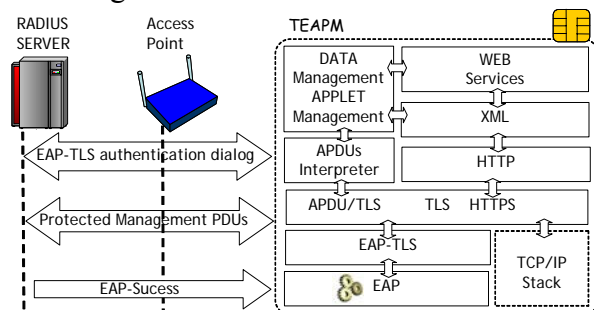 RADIUS
SERVER
Access
Point
TEAPM
DATA
Management
APPLET
Management
WEB
Services
XML
APDUs
Interpreter
HTTP
EAP-TLS authentication dialog
APDU/TLS TLS HTTPS
Protected Management PDUs
EAP-TLS
TCP/IP
Stack
EAP-Sucess
EAP